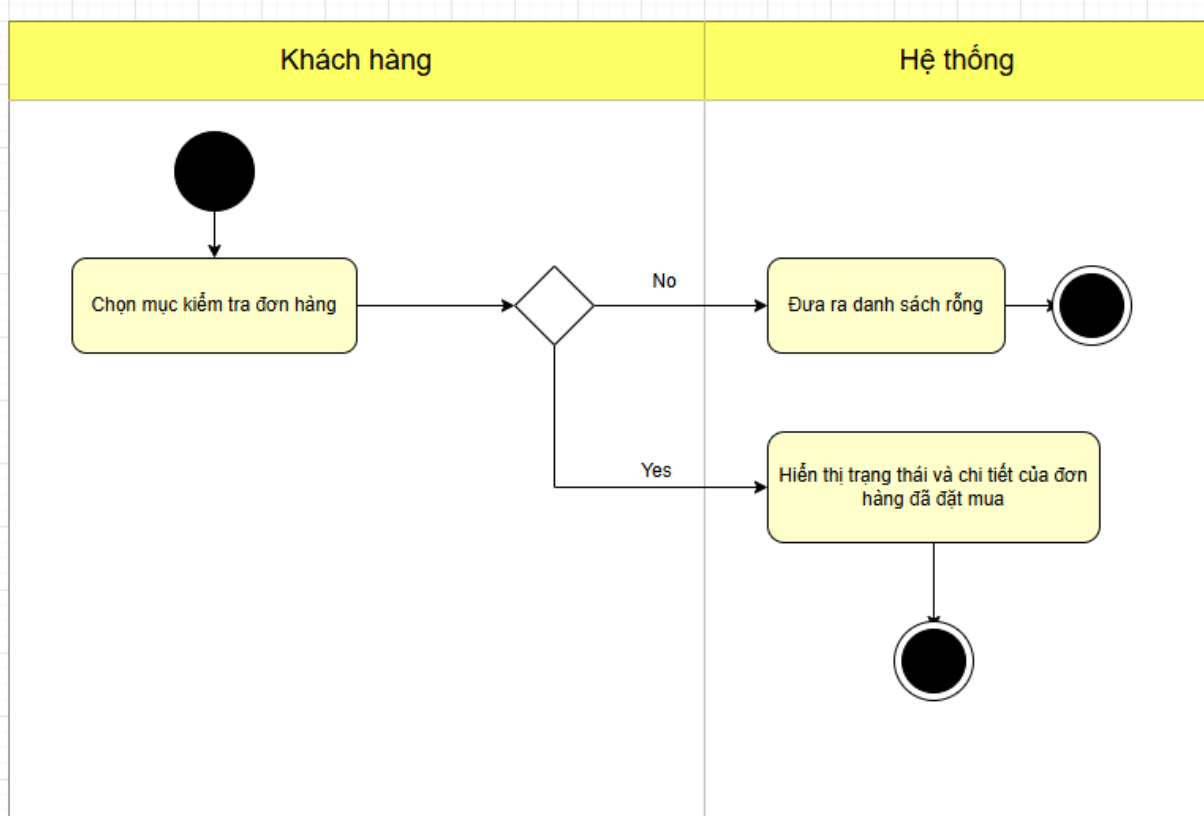 Khách hàng
Hệ thống
Chọn mục kiểm tra đơn hàng
No
Đưa ra danh sách rỗng
Yes
Hiển thị trạng thái và chi tiết của đơn
hàng đã đặt mua